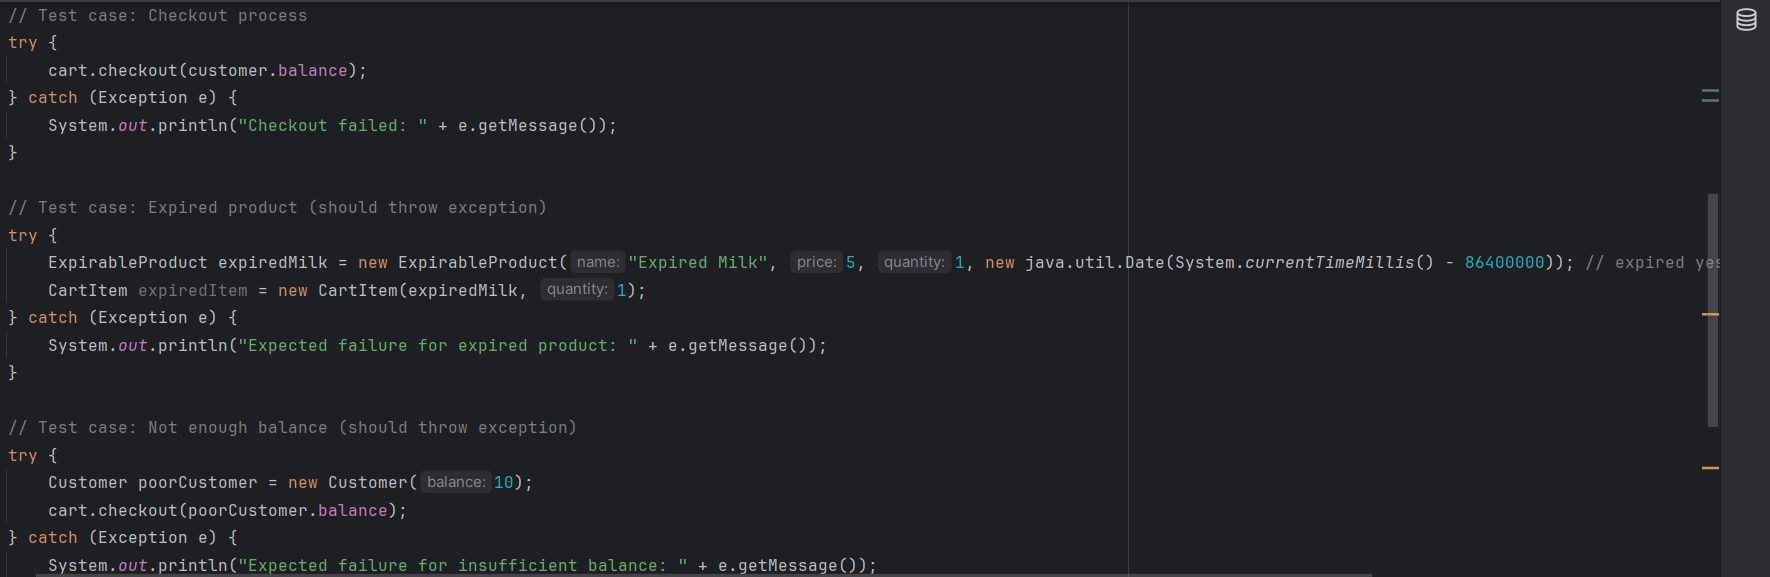 // Test case: Checkout process
try {
    cart.checkout(customer.balance);
} catch (Exception e) {
    System.out.println("Checkout failed: " + e.getMessage());
}
// Test case: Expired product (should throw exception)
try {
    ExpirableProduct expiredMilk = new ExpirableProduct( name: "Expired Milk", price: 5, quantity: 1, new java.util.Date(System.currentTimeMillis() - 86400000)); // expired yes
    CartItem expiredItem = new CartItem(expiredMilk, quantity: 1);
} catch (Exception e) {
    System.out.println("Expected failure for expired product: " + e.getMessage());
}
// Test case: Not enough balance (should throw exception)
try {
    Customer poorCustomer = new Customer( balance: 10);
    cart.checkout(poorCustomer.balance);
} catch (Exception e) {
    System.out.println("Expected failure for insufficient balance: " + e.getMessage());